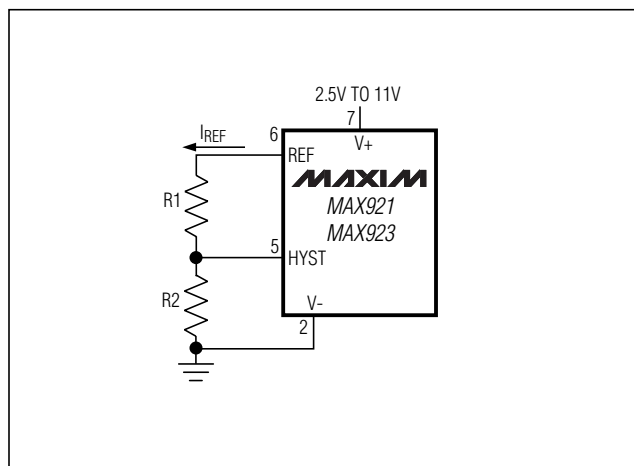 2.5V TO 11V
7
V+
IREF
6
REF
MAXIM
R1
MAX921
MAX923
5
HYST
R2
V-
2